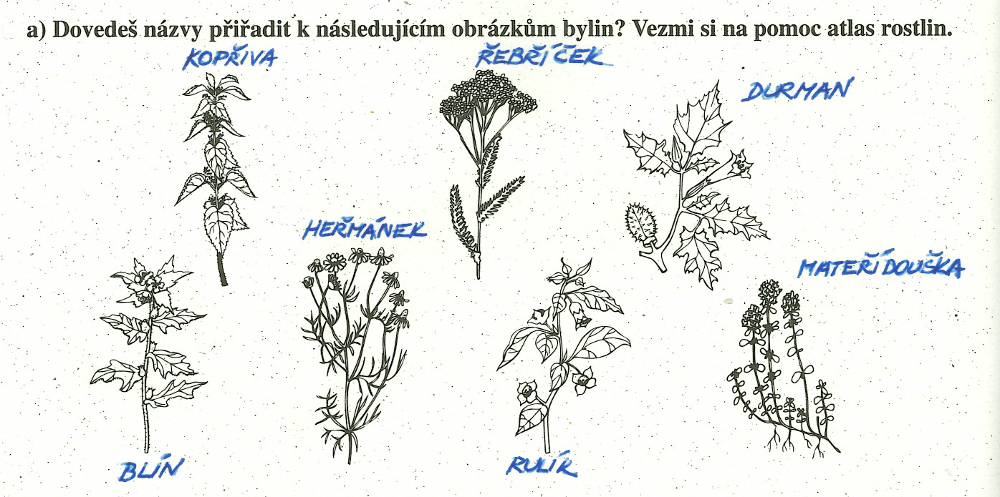 a) Dovedeš názvy přiřadit k následujícím obrázkům bylin? Vezmi si na pomoc atlas rostlin.
KOPŘIVA
ŘEBŘÍČEK
DURMAN
HEŘMÁNEK
MATEŘÍDOUŠKA
BLÍN
RULÍK